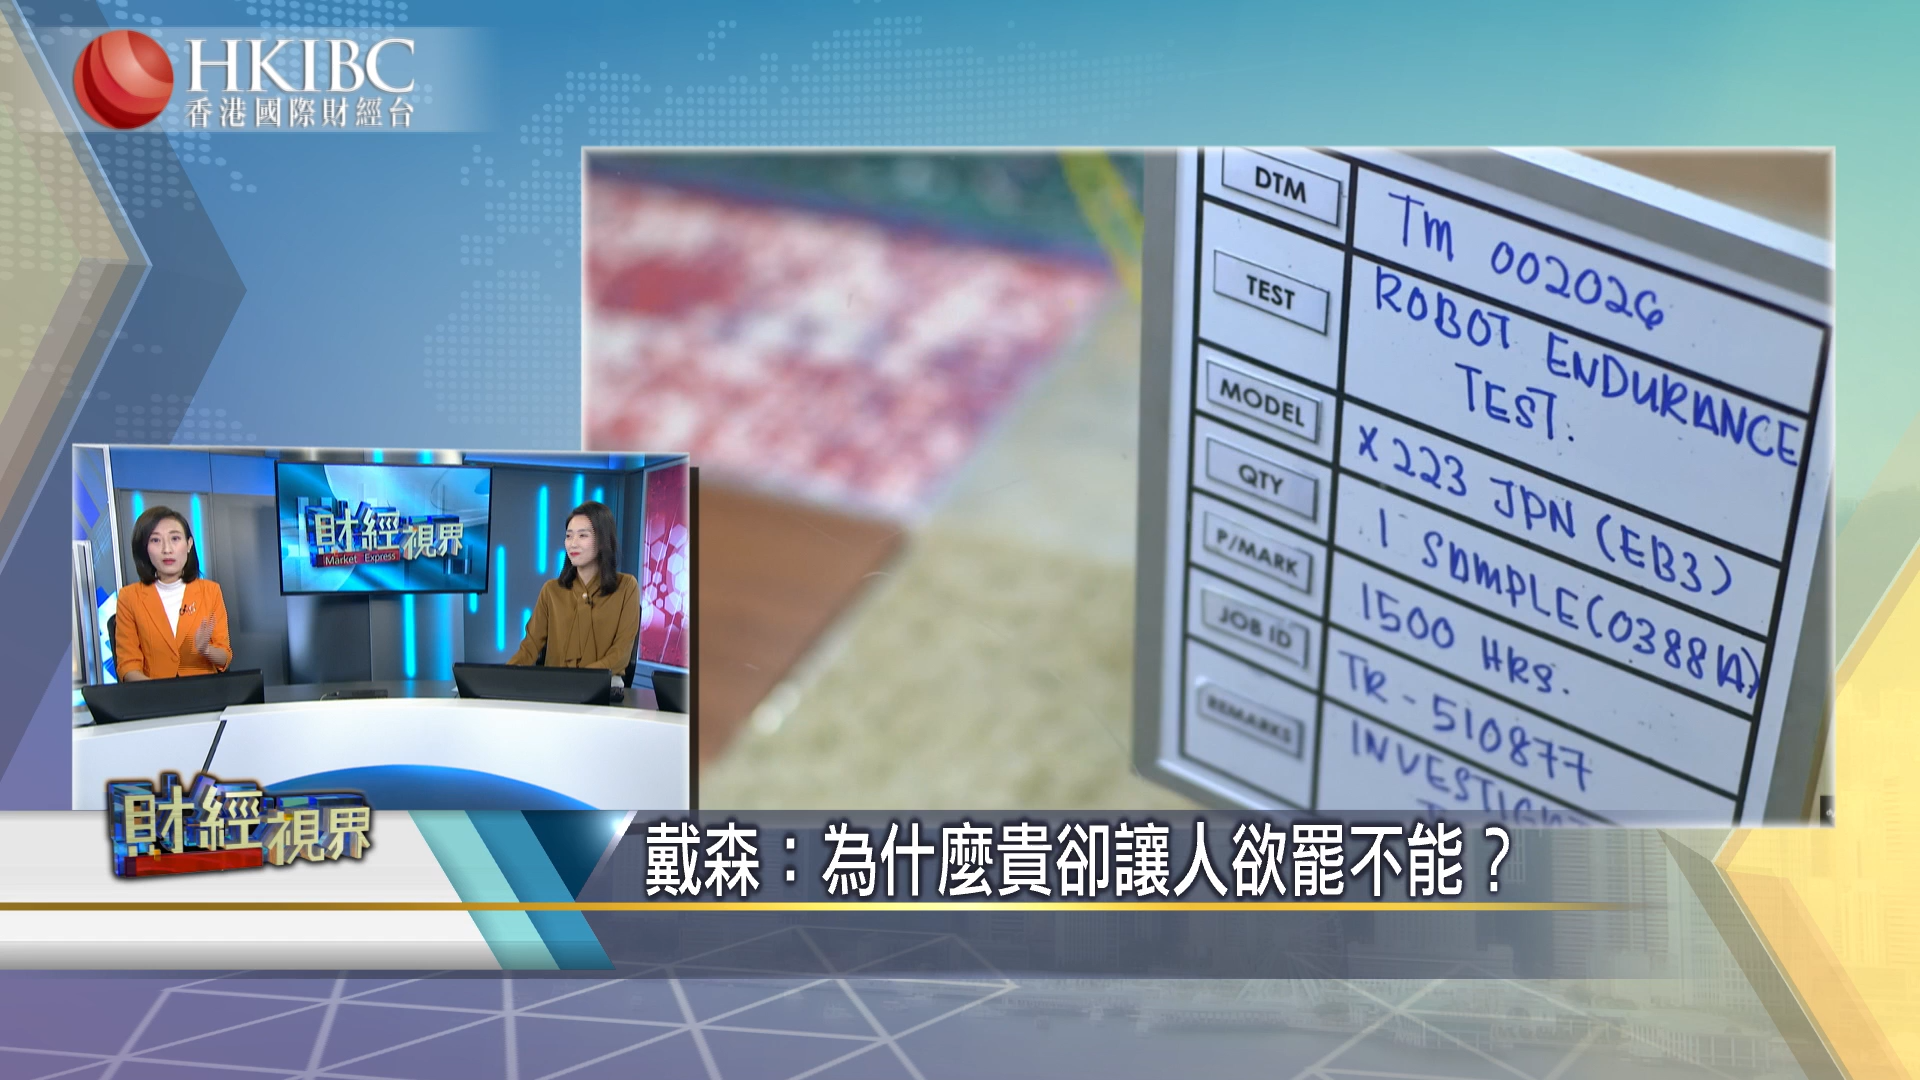 HKIBC
香港國際財經台
DTM
TM 002026
TEST
ROBOT ENDURANCE
TEST.
MODEL
X223 JPN (EB3)
QTY
1 SAMPLE (0388A)
P/MARK
1500 HRS.
JOB ID
TR-510877
REMARKS
財經視界
Market Express
財經視界
戴森：為什麼貴卻讓人欲罷不能？